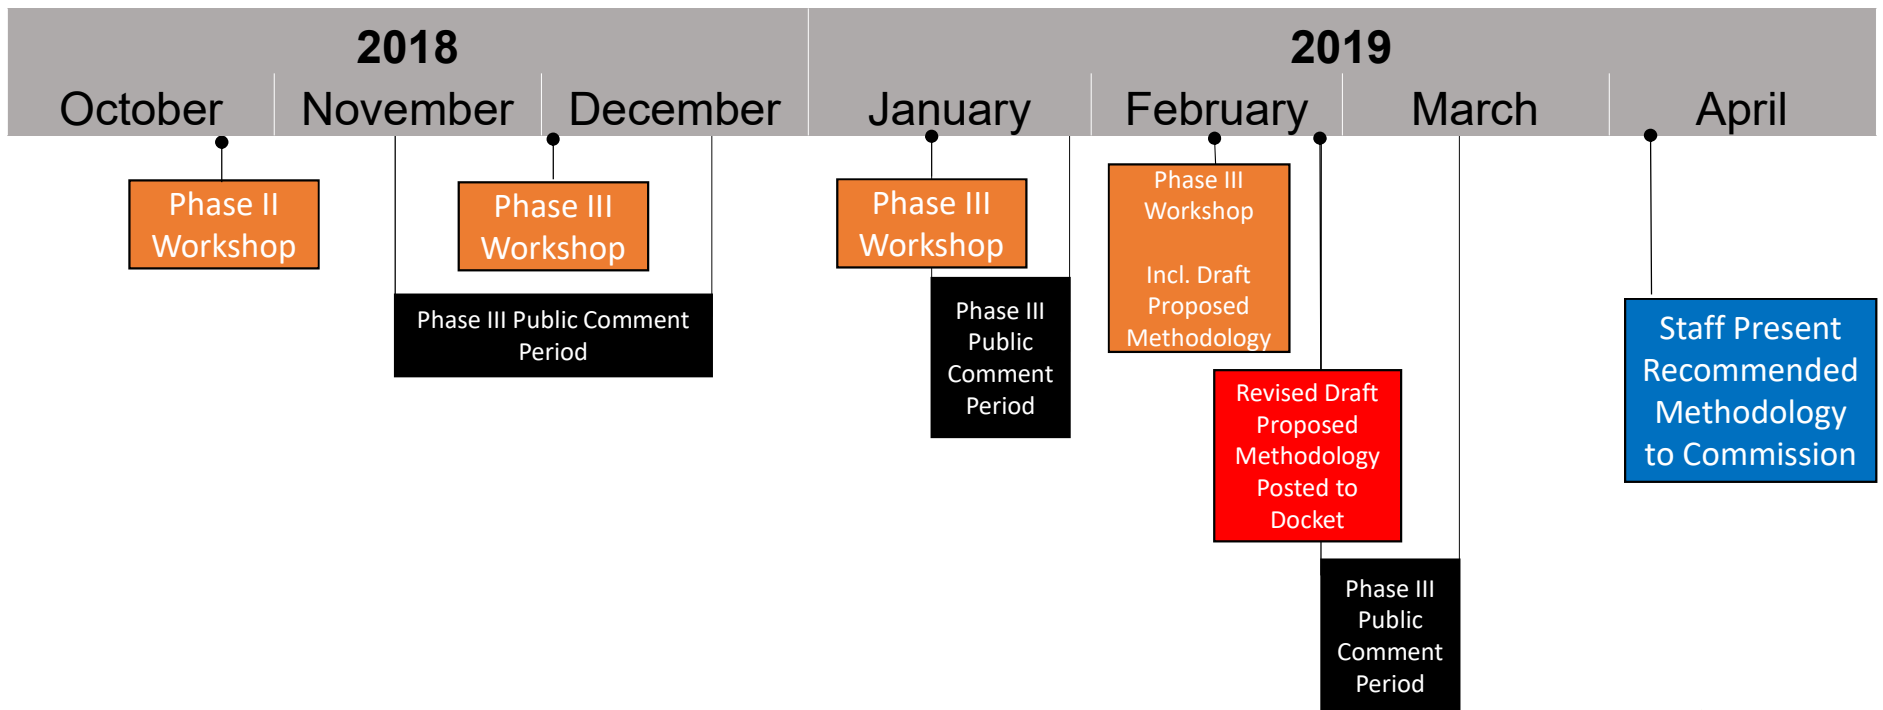 2018
2019
October
November
December
January
February
March
April
Phase II
Workshop
Phase III
Workshop
Phase III Public Comment
Period
Phase III
Workshop
Phase III
Public
Comment
Period
Phase III
Workshop
Incl. Draft
Proposed
Methodology
Revised Draft
Proposed
Methodology
Posted to
Docket
Phase III
Public
Comment
Period
Staff Present
Recommended
Methodology
to Commission